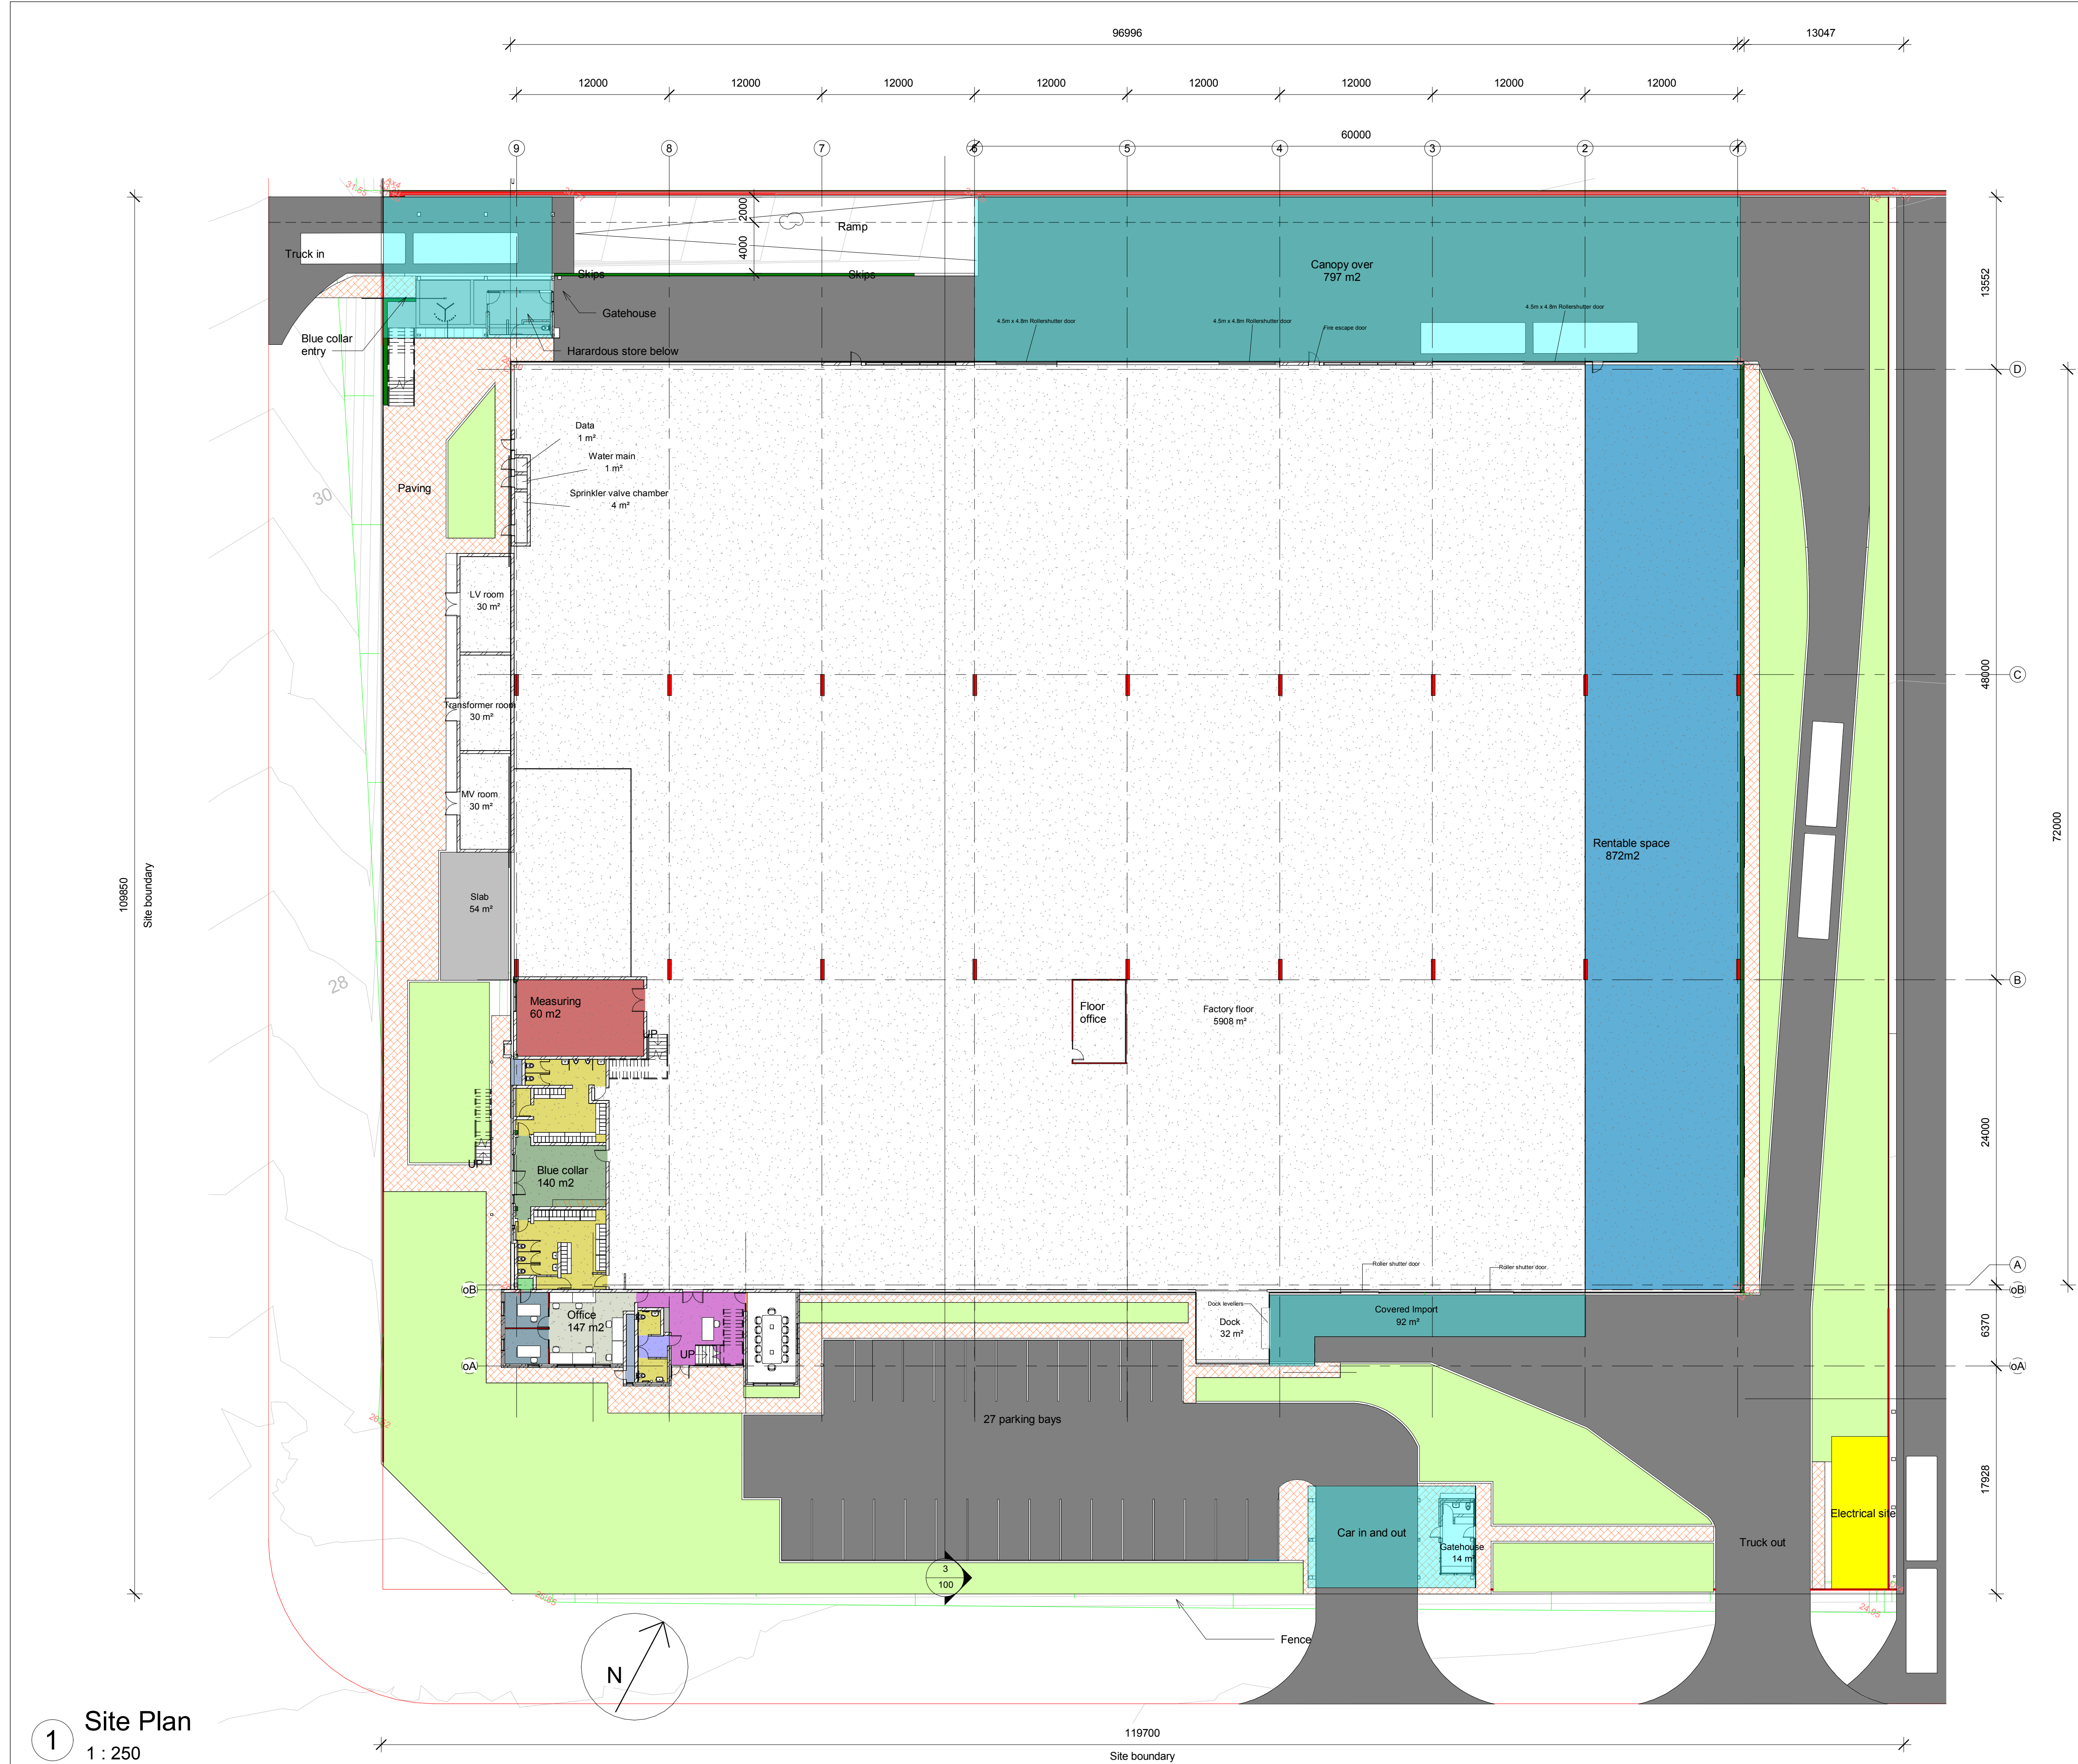 96996
13047
12000
12000
12000
12000
12000
12000
12000
12000
60000
9
8
7
6
5
4
3
2
1
2000
4000
Ramp
Truck in
Skips
Skips
Canopy over
797 m2
13552
4.5m x 4.8m Rollershutter door
4.5m x 4.8m Rollershutter door
4.5m x 4.8m Rollershutter door
Fire escape door
Gatehouse
Blue collar
entry
Harardous store below
D
Data
1 m²
Water main
1 m²
Sprinkler valve chamber
4 m²
Paving
30
LV room
30 m²
C
48000
Transformer room
30 m²
MV room
30 m²
72000
Rentable space
872m2
109850
Site boundary
Slab
54 m²
28
B
Measuring
60 m2
Floor
office
Factory floor
5908 m²
UP
24000
UP
Blue collar
140 m2
A
Roller shutter door
Roller shutter door
oB
oB
Office
147 m2
Dock levellers
Dock
32 m²
Covered Import
92 m²
6370
UP
oA
oA
27 parking bays
17928
Electrical site
Car in and out
Gatehouse
14 m²
Truck out
3
100
24.95
Fence
N
1
Site Plan
1 : 250
119700
Site boundary